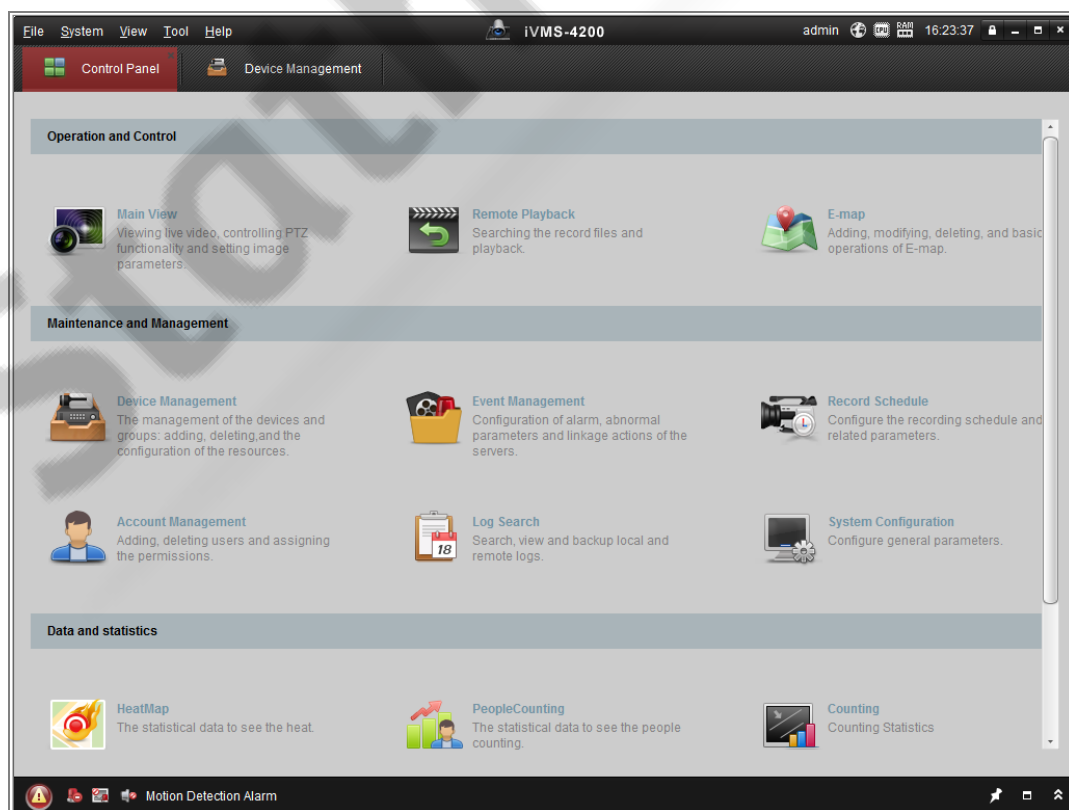 File System View Tool Help iVMS-4200 admin CPU RAM 16:23:37
Control Panel Device Management
Operation and Control
Main View
Viewing live video, controlling PTZ
functionality and setting image
parameters.
Remote Playback
Searching the record files and
playback.
E-map
Adding, modifying, deleting, and basic
operations of E-map.
Maintenance and Management
Device Management
The management of the devices and
groups: adding, deleting,and the
configuration of the resources.
Event Management
Configuration of alarm, abnormal
parameters and linkage actions of the
servers.
Record Schedule
Configure the recording schedule and
related parameters.
Account Management
Adding, deleting users and assigning
the permissions.
18
Log Search
Search, view and backup local and
remote logs.
System Configuration
Configure general parameters.
Data and statistics
HeatMap
The statistical data to see the heat.
PeopleCounting
The statistical data to see the people
counting.
Counting
Counting Statistics
Motion Detection Alarm